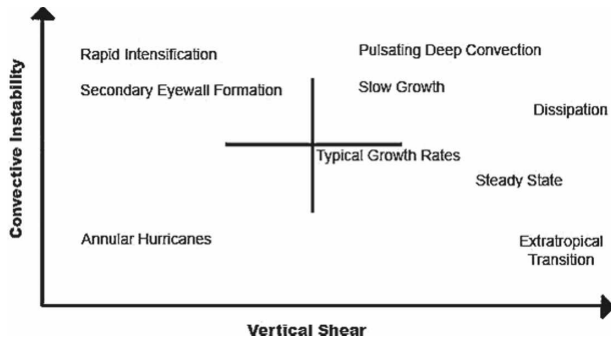 Convective Instability
Rapid Intensification
Secondary Eyewall Formation
Pulsating Deep Convection
Slow Growth
Dissipation
Typical Growth Rates
Steady State
Annular Hurricanes
Extratropical
Transition
Vertical Shear